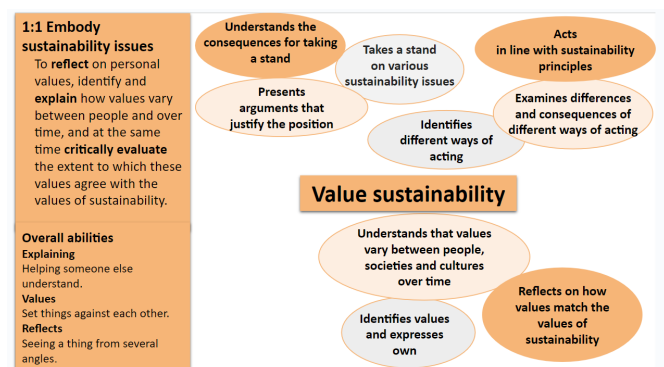 1:1 Embody
sustainability issues
To reflect on personal
values, identify and
explain how values vary
between people and over
time, and at the same
time critically evaluate
the extent to which these
values agree with the
values of sustainability.
Overall abilities
Explaining
Helping someone else
understand.
Values
Set things against each other.
Reflects
Seeing a thing from several
angles.
Understands the
consequences for taking
a stand
Takes a stand
on various
sustainability issues
Presents
arguments that
justify the position
Acts
in line with sustainability
principles
Examines differences
and consequences of
different ways of acting
Identifies
different ways of
acting
Value sustainability
Understands that values
vary between people,
societies and cultures
over time
Reflects on how
values match the
values of
sustainability
Identifies values
and expresses
own